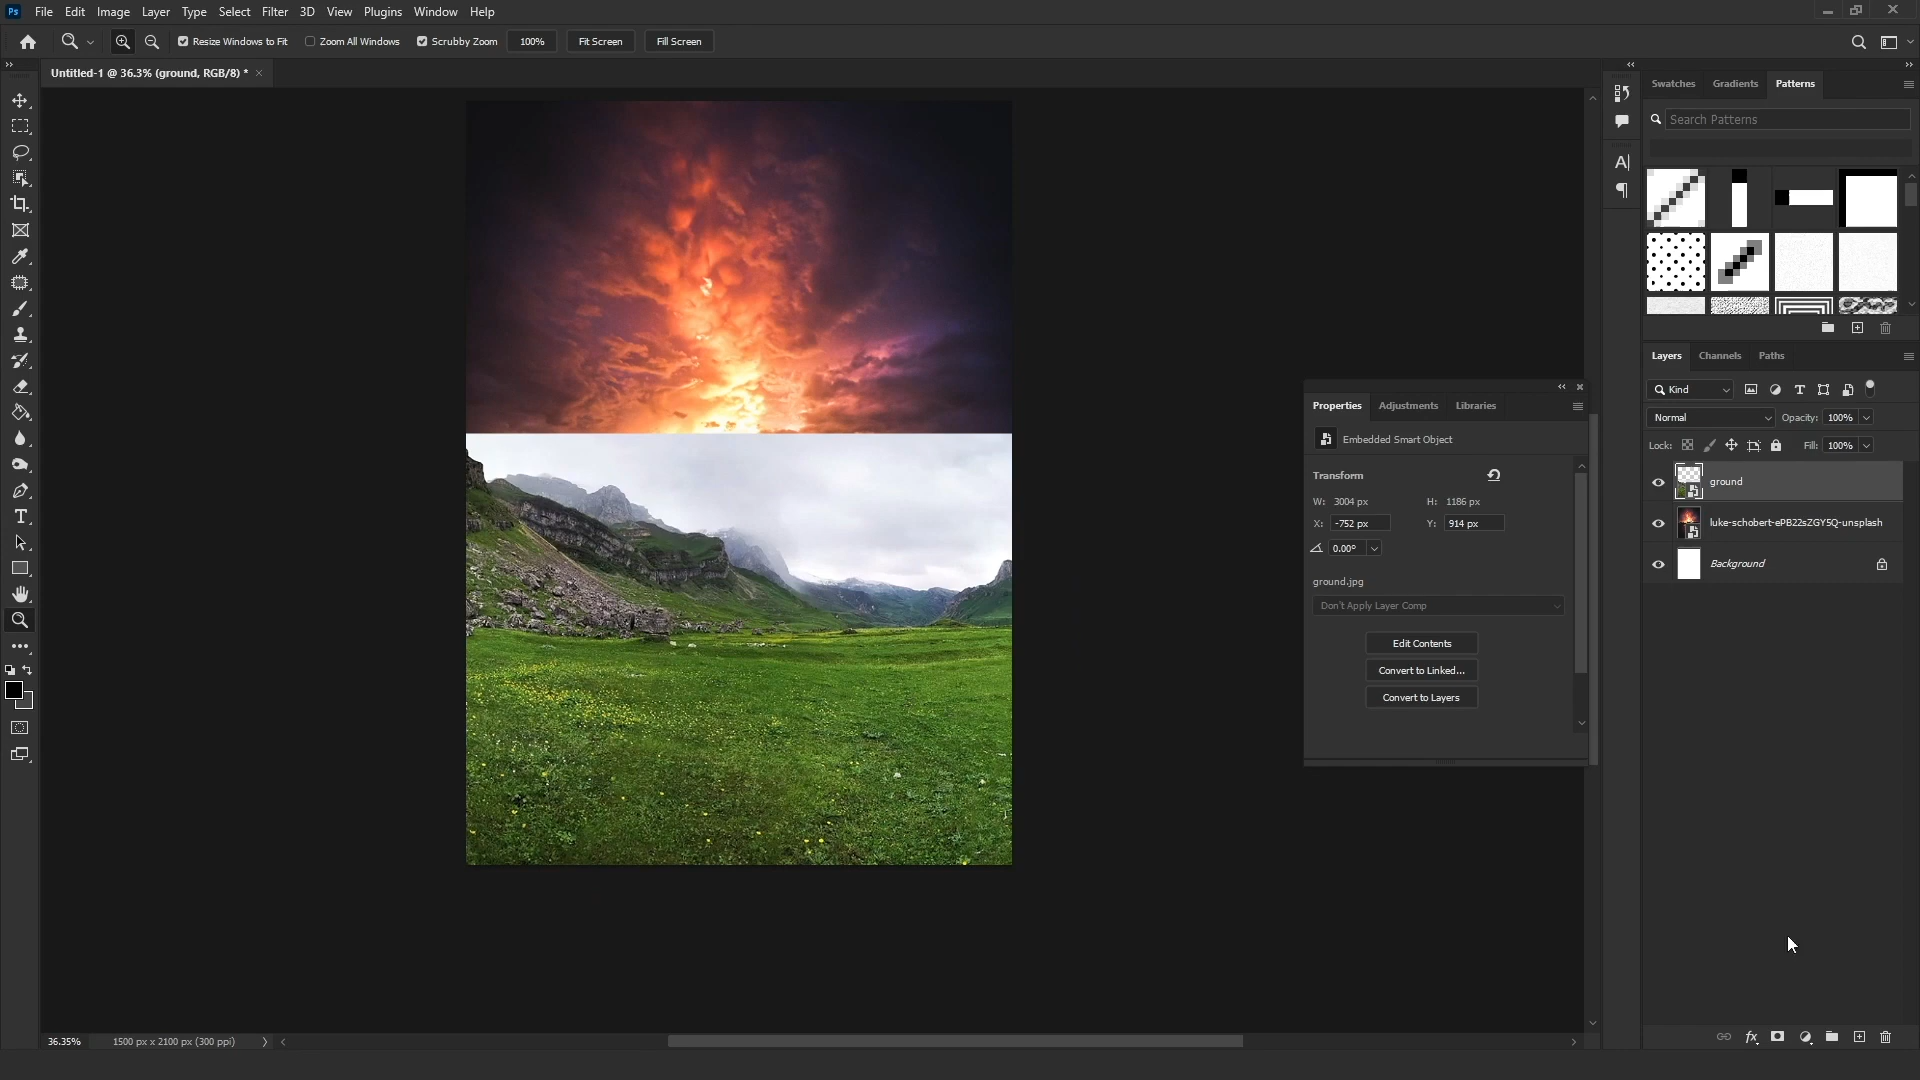 Ps File Edit Image Layer Type Select Filter 3D View Plugins Window Help
Resize Windows to Fit Zoom All Windows Scrubby Zoom 100% Fit Screen Fill Screen
Untitled-1 @ 36.3% (ground, RGB/8) * ×
Swatches Gradients Patterns
Search Patterns
Layers Channels Paths
Kind
Normal Opacity: 100%
Lock: Fill: 100%
ground
luke-schobert-ePB22sZGY5Q-unsplash
Background
Properties Adjustments Libraries
Embedded Smart Object
Transform
W: 3004 px H: 1186 px
X: -752 px Y: 914 px
0.00°
ground.jpg
Don't Apply Layer Comp
Edit Contents
Convert to Linked...
Convert to Layers
36.35% 1500 px x 2100 px (300 ppi)